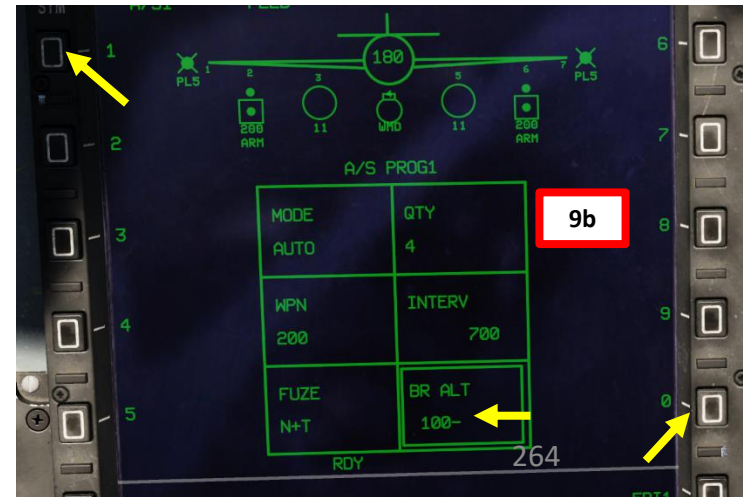 STM
A/S1
1 6
180
PL5 1 2 3 5 6 7 PL5
200 ARM 11 WMD 11 200 ARM
2 7
A/S PROG1
MODE QTY
AUTO 4
3 8
9b
WPN INTERV
200 700
4 9
FUZE BR ALT
N+T 100-
5 0
RDY
264